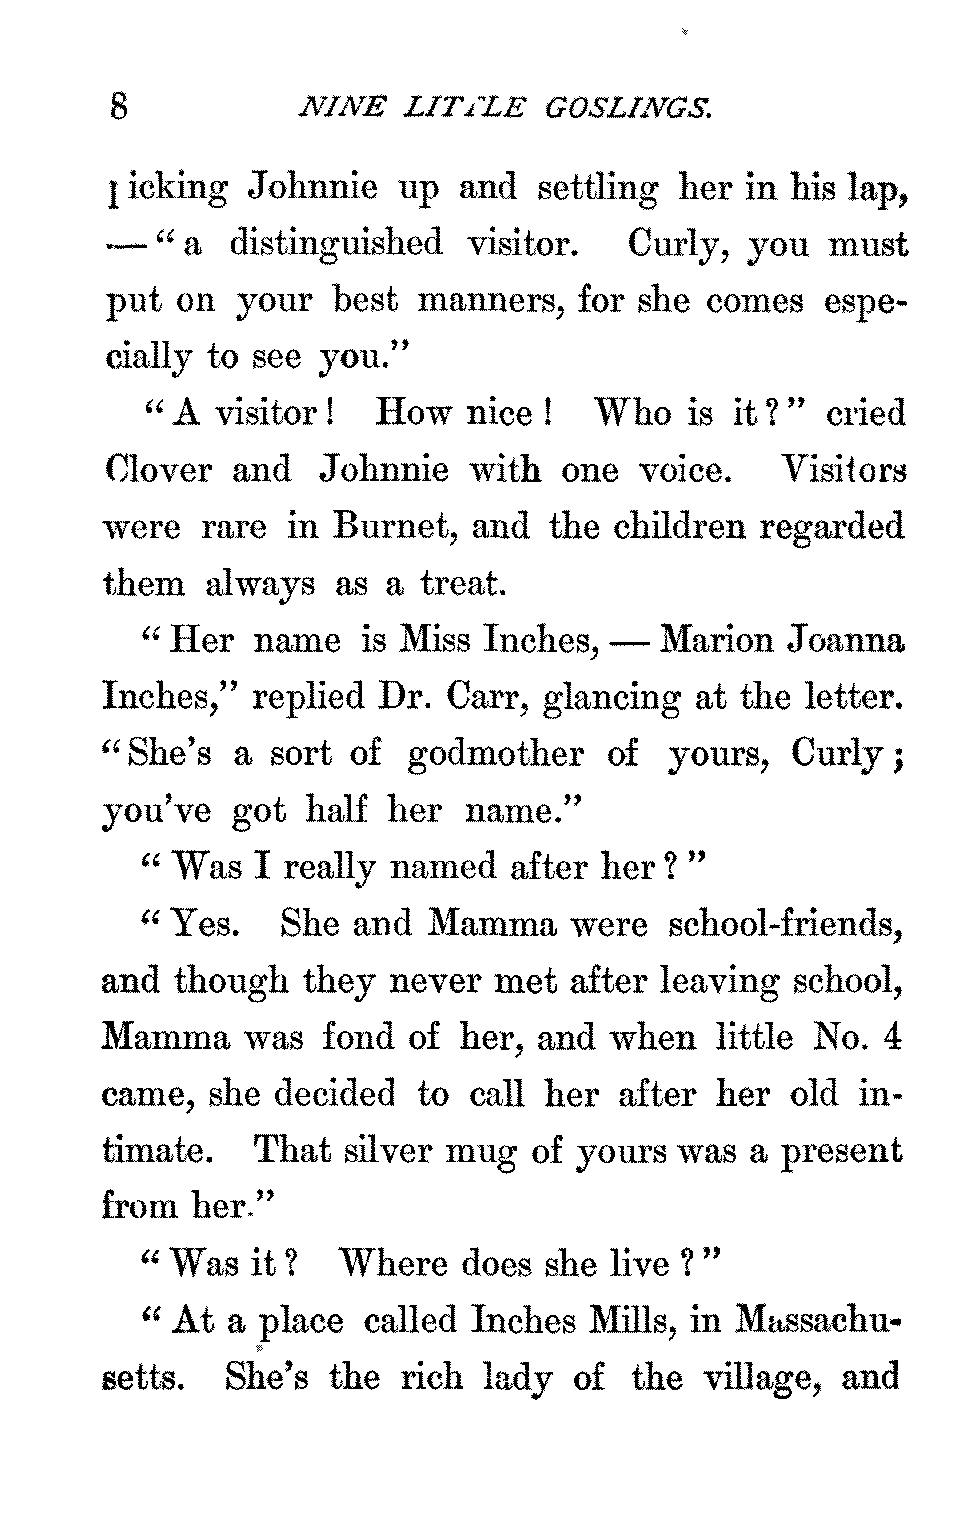 8 NINE LITTLE GOSLINGS.
picking Johnnie up and settling her in his lap,
— “a distinguished visitor. Curly, you must
put on your best manners, for she comes espe-
cially to see you.”
“A visitor! How nice! Who is it?” cried
Clover and Johnnie with one voice. Visitors
were rare in Burnet, and the children regarded
them always as a treat.
“Her name is Miss Inches, — Marion Joanna
Inches,” replied Dr. Carr, glancing at the letter.
“She’s a sort of godmother of yours, Curly;
you’ve got half her name.”
“Was I really named after her?”
“Yes. She and Mamma were school-friends,
and though they never met after leaving school,
Mamma was fond of her, and when little No. 4
came, she decided to call her after her old in-
timate. That silver mug of yours was a present
from her.”
“Was it? Where does she live?”
“At a place called Inches Mills, in Massachu-
setts. She’s the rich lady of the village, and